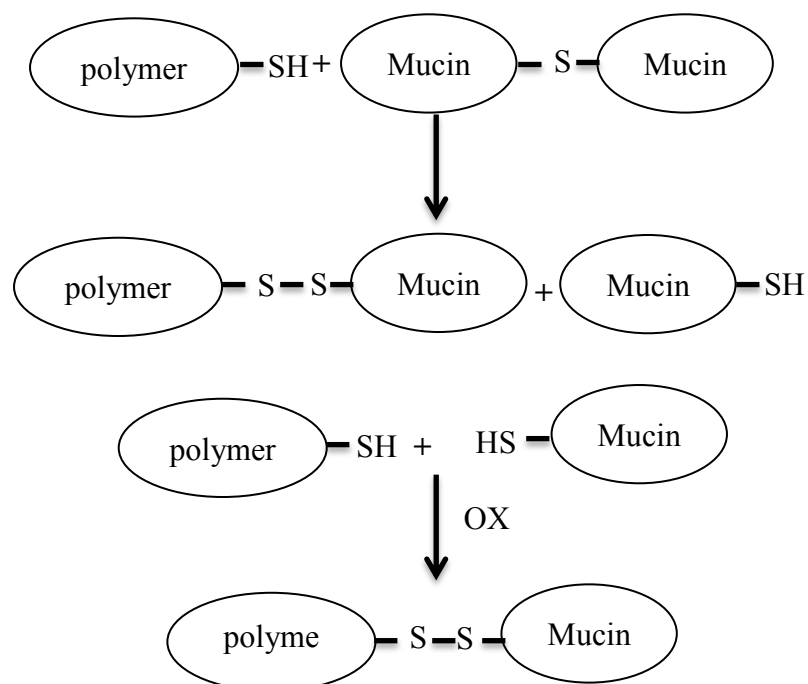 polymer SH + Mucin S Mucin
polymer S S Mucin + Mucin SH
polymer SH + HS Mucin
OX
polyme S S Mucin